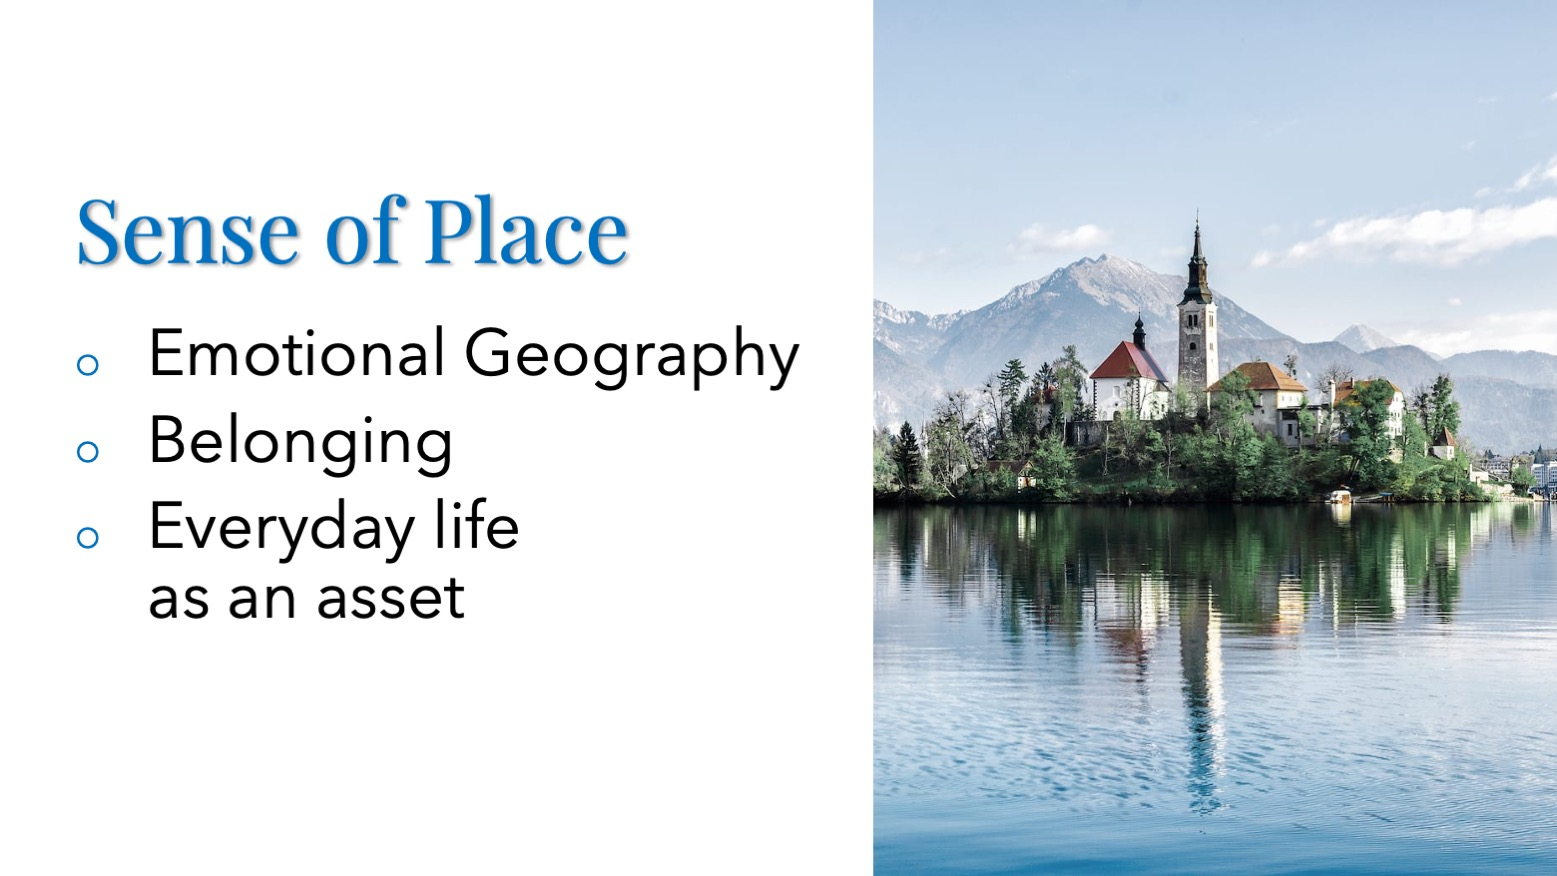 Sense of Place
Emotional Geography
Belonging
Everyday life
as an asset